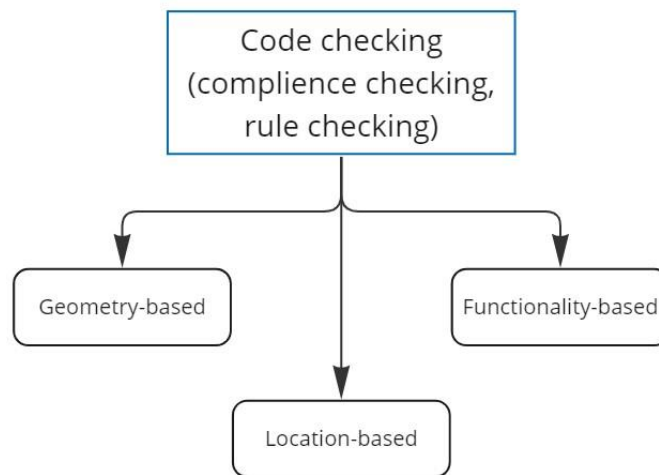 Code checking
(complience checking,
rule checking)
Geometry-based
Functionality-based
Location-based